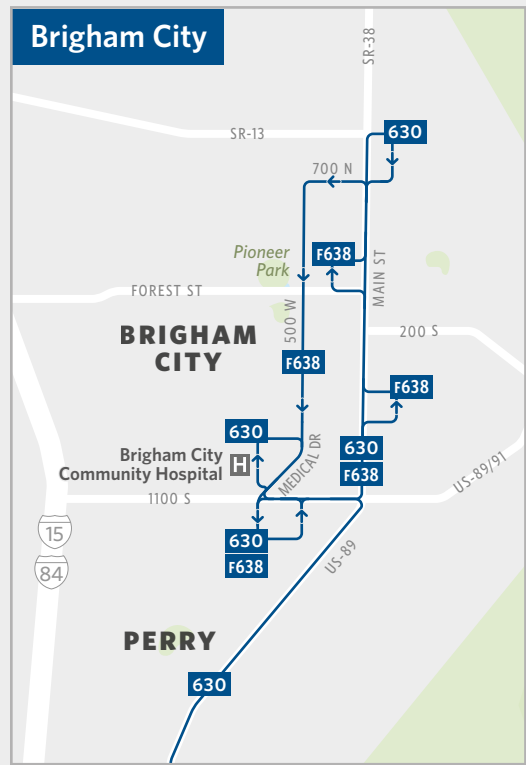 Brigham City
SR-38
630
SR-13
700 N
Pioneer
Park
F638
MAIN ST
FOREST ST
500 W
BRIGHAM
CITY
200 S
F638
F638
630
Brigham City
Community Hospital
H
MEDICAL DR
630
F638
US-89/91
1100 S
15
84
630
F638
US-89
PERRY
630